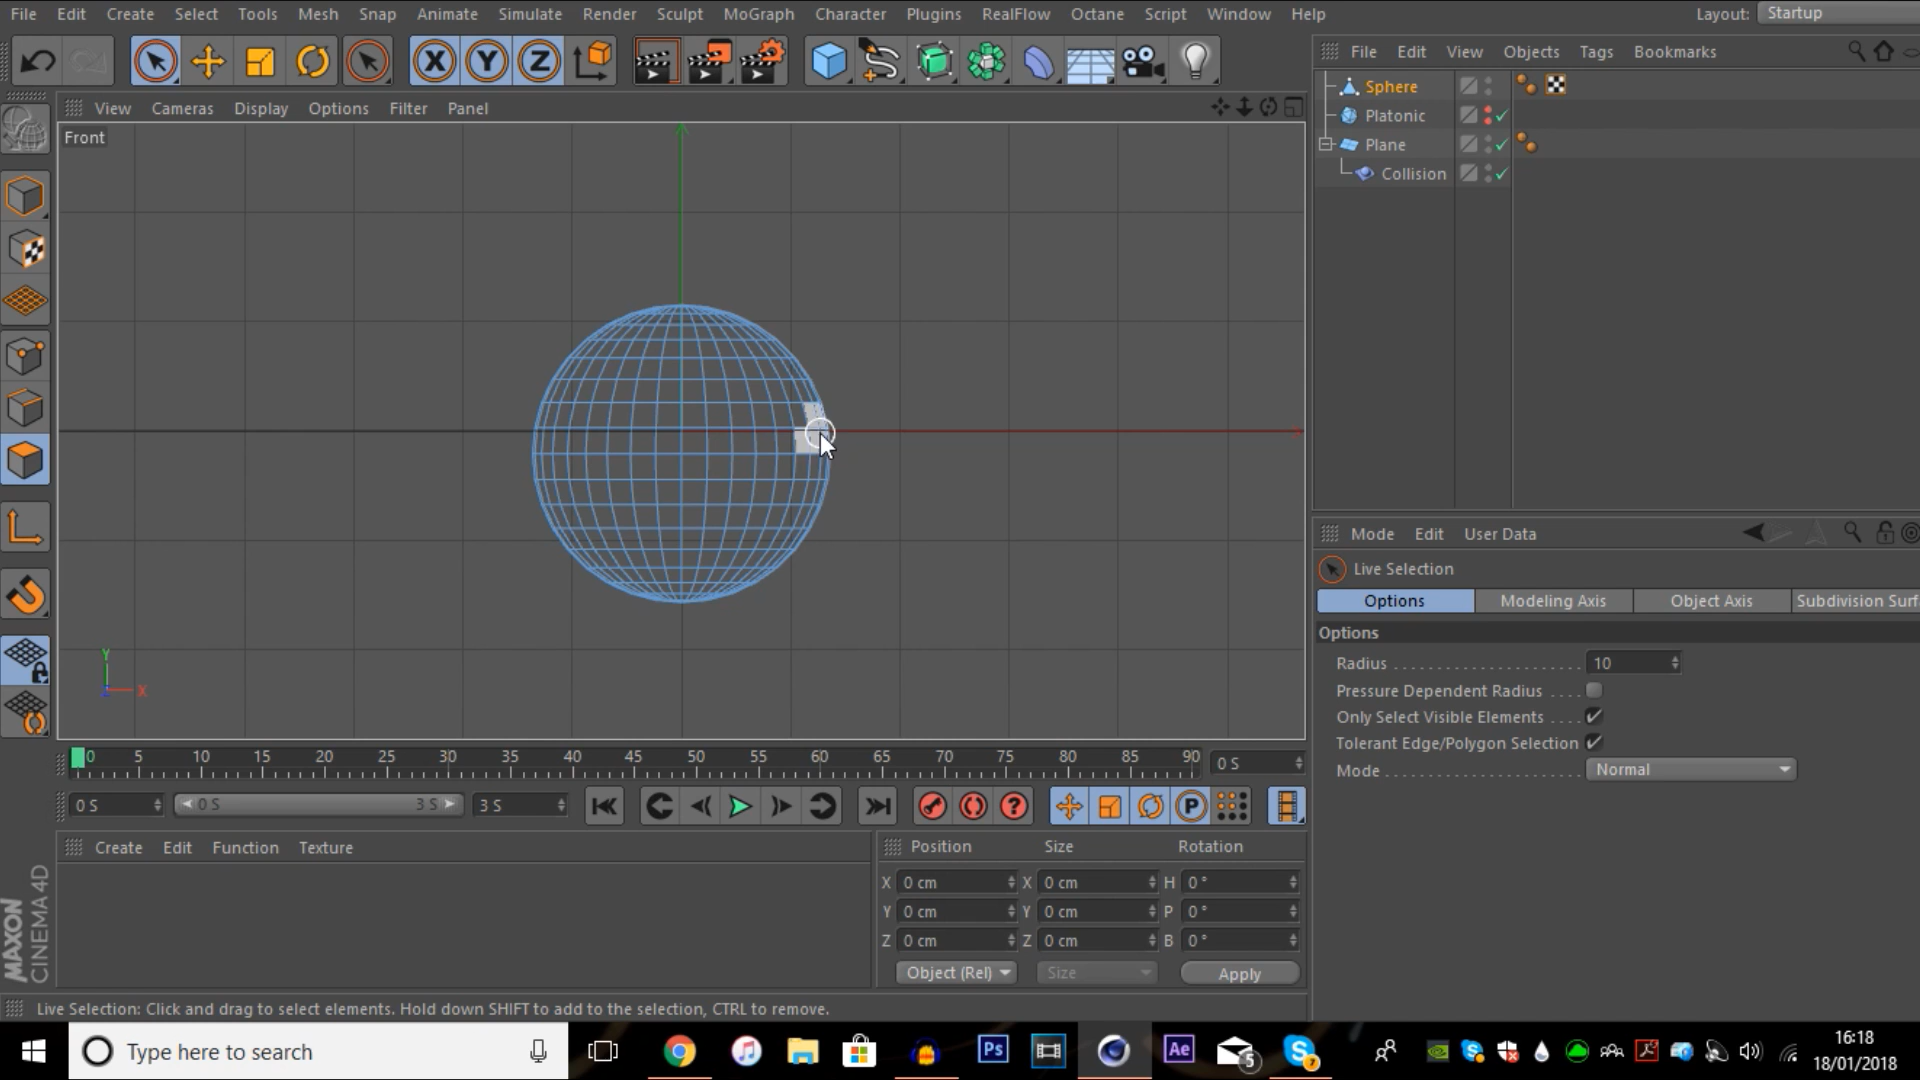 File Edit Create Select Tools Mesh Snap Animate Simulate Render Sculpt MoGraph Character Plugins RealFlow Octane Script Window Help Layout: Startup
X Y Z
File Edit View Objects Tags Bookmarks
Sphere
Platonic
Plane
Collision
View Cameras Display Options Filter Panel
Front
Y
X
Mode Edit User Data
Live Selection
Options Modeling Axis Object Axis Subdivision Surf
Options
Radius 10
Pressure Dependent Radius
Only Select Visible Elements
Tolerant Edge/Polygon Selection
Mode Normal
0 5 10 15 20 25 30 35 40 45 50 55 60 65 70 75 80 85 90 0 S
0 S 0 S 3 S 3 S P
Create Edit Function Texture
Position Size Rotation
X 0 cm X 0 cm H 0 °
Y 0 cm Y 0 cm P 0 °
Z 0 cm Z 0 cm B 0 °
Object (Rel) Size Apply
MAXON
CINEMA 4D
Live Selection: Click and drag to select elements. Hold down SHIFT to add to the selection, CTRL to remove.
Type here to search
Ps Ae 5 7
16:18
18/01/2018